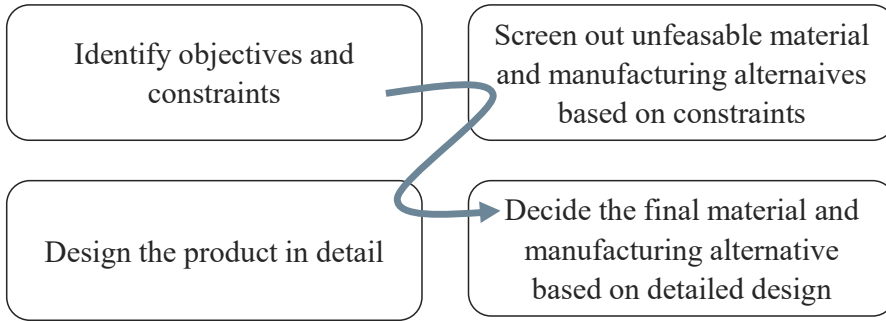 Identify objectives and
constraints
Screen out unfeasable material
and manufacturing alternaives
based on constraints
Design the product in detail
Decide the final material and
manufacturing alternative
based on detailed design